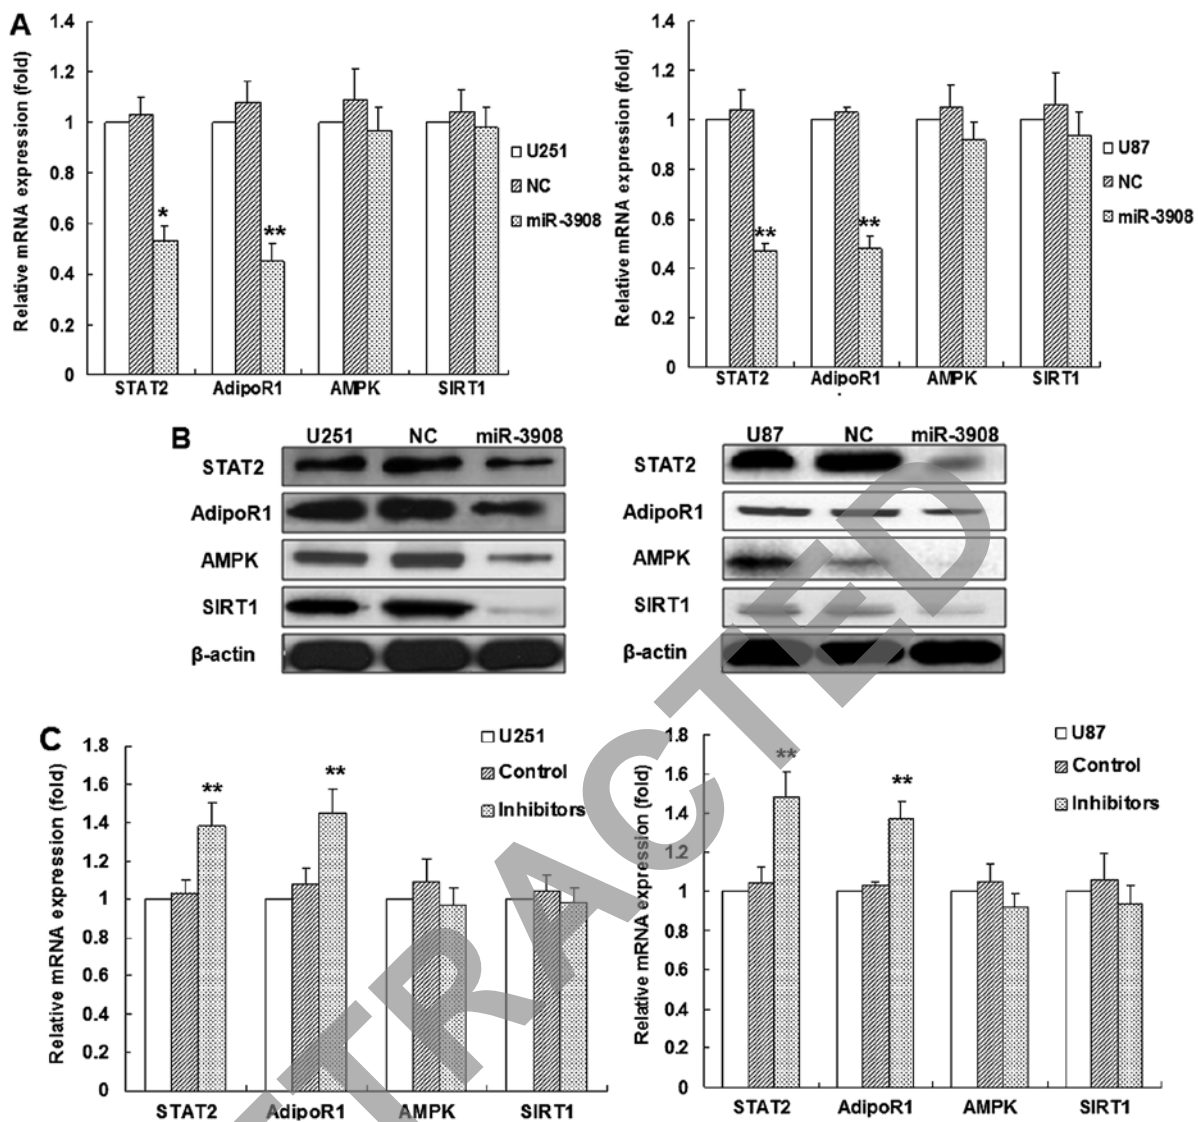 A
Relative mRNA expression (fold)
1.4
1.2
1
0.8
0.6
0.4
0.2
0
*
**
STAT2 AdipoR1 AMPK SIRT1
U251
NC
miR-3908
Relative mRNA expression (fold)
1.4
1.2
1
0.8
0.6
0.4
0.2
0
**
**
STAT2 AdipoR1 AMPK SIRT1
U87
NC
miR-3908
B
U251 NC miR-3908
STAT2
AdipoR1
AMPK
SIRT1
β-actin
U87 NC miR-3908
STAT2
AdipoR1
AMPK
SIRT1
β-actin
C
Relative mRNA expression (fold)
1.8
1.6
1.4
1.2
1
0.8
0.6
0.4
0.2
0
**
**
STAT2 AdipoR1 AMPK SIRT1
U251
Control
Inhibitors
Relative mRNA expression (fold)
1.8
1.6
1.4
1.2
1
0.8
0.6
0.4
0.2
0
**
**
STAT2 AdipoR1 AMPK SIRT1
U87
Control
Inhibitors
TRACTED